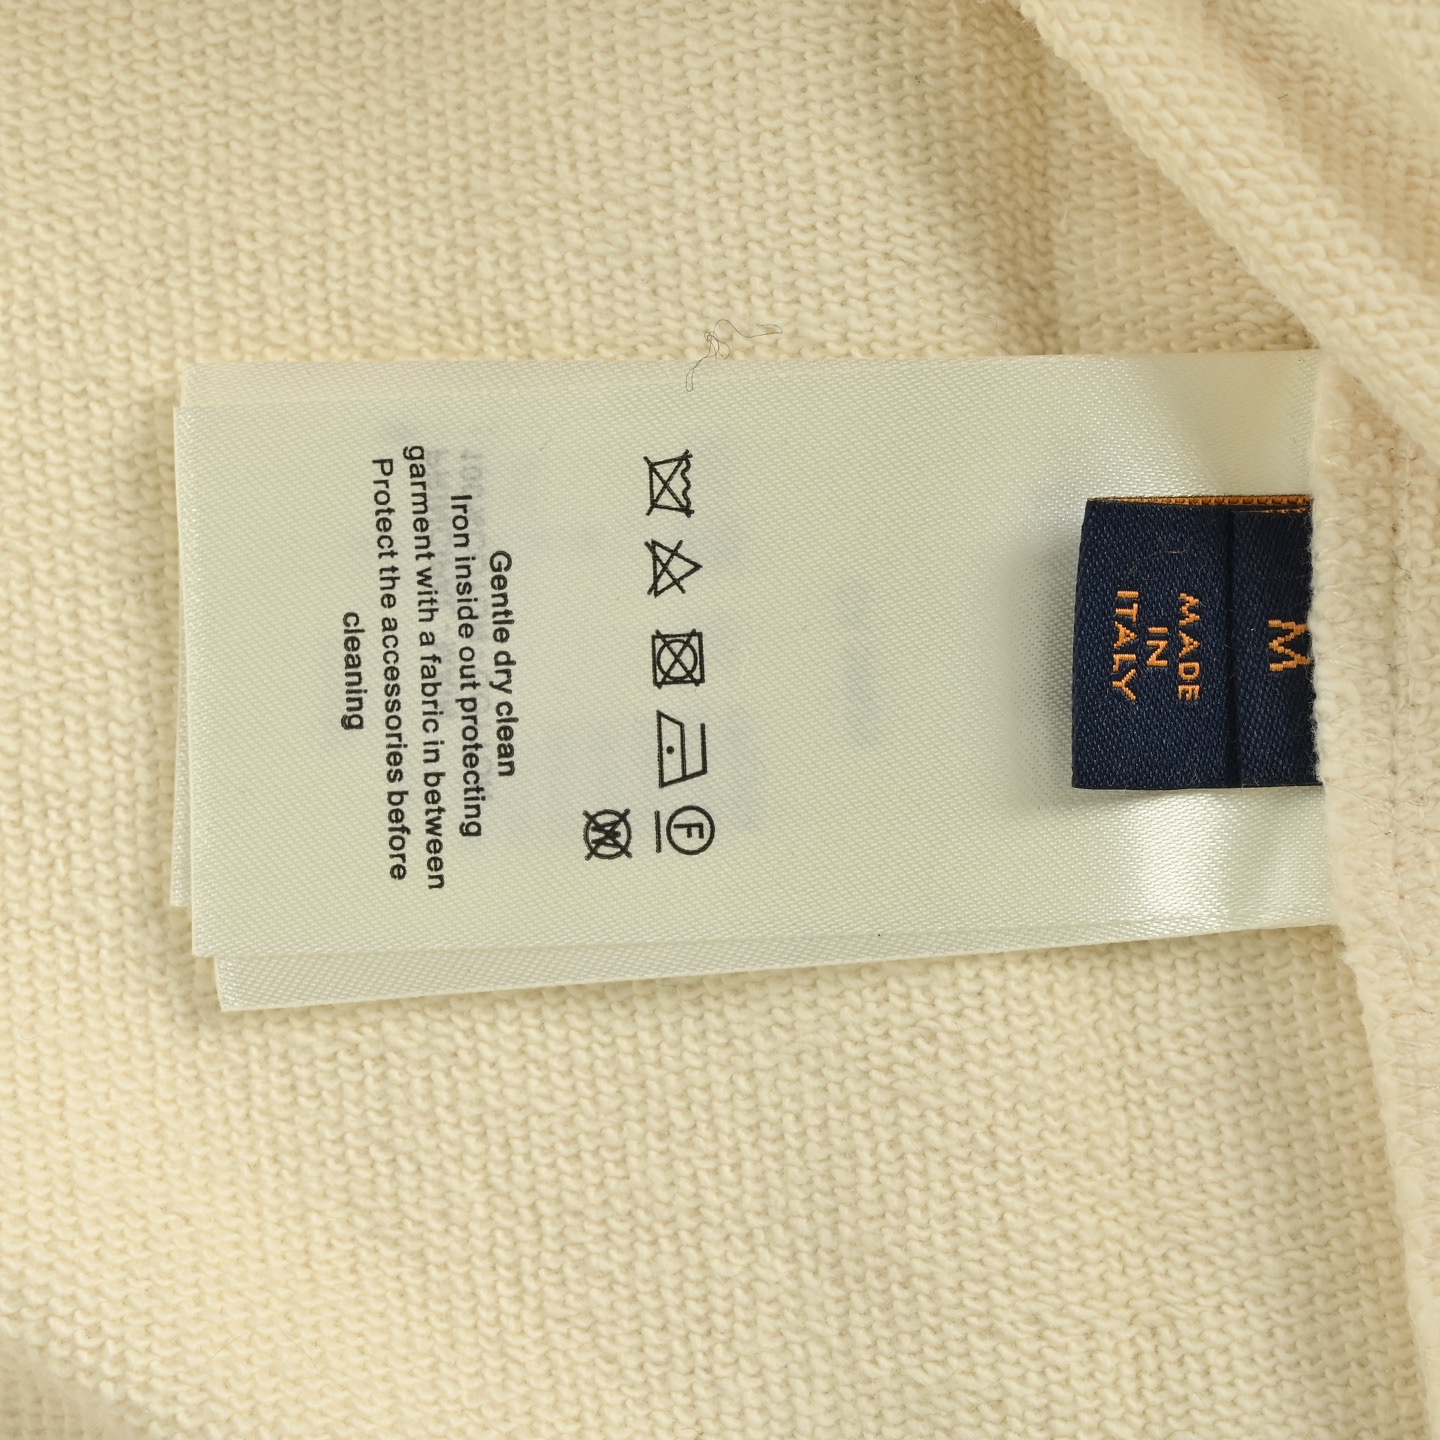 M
MADE
IN
ITALY
F
W
Gentle dry clean
Iron inside out protecting
garment with a fabric in between
Protect the accessories before
cleaning